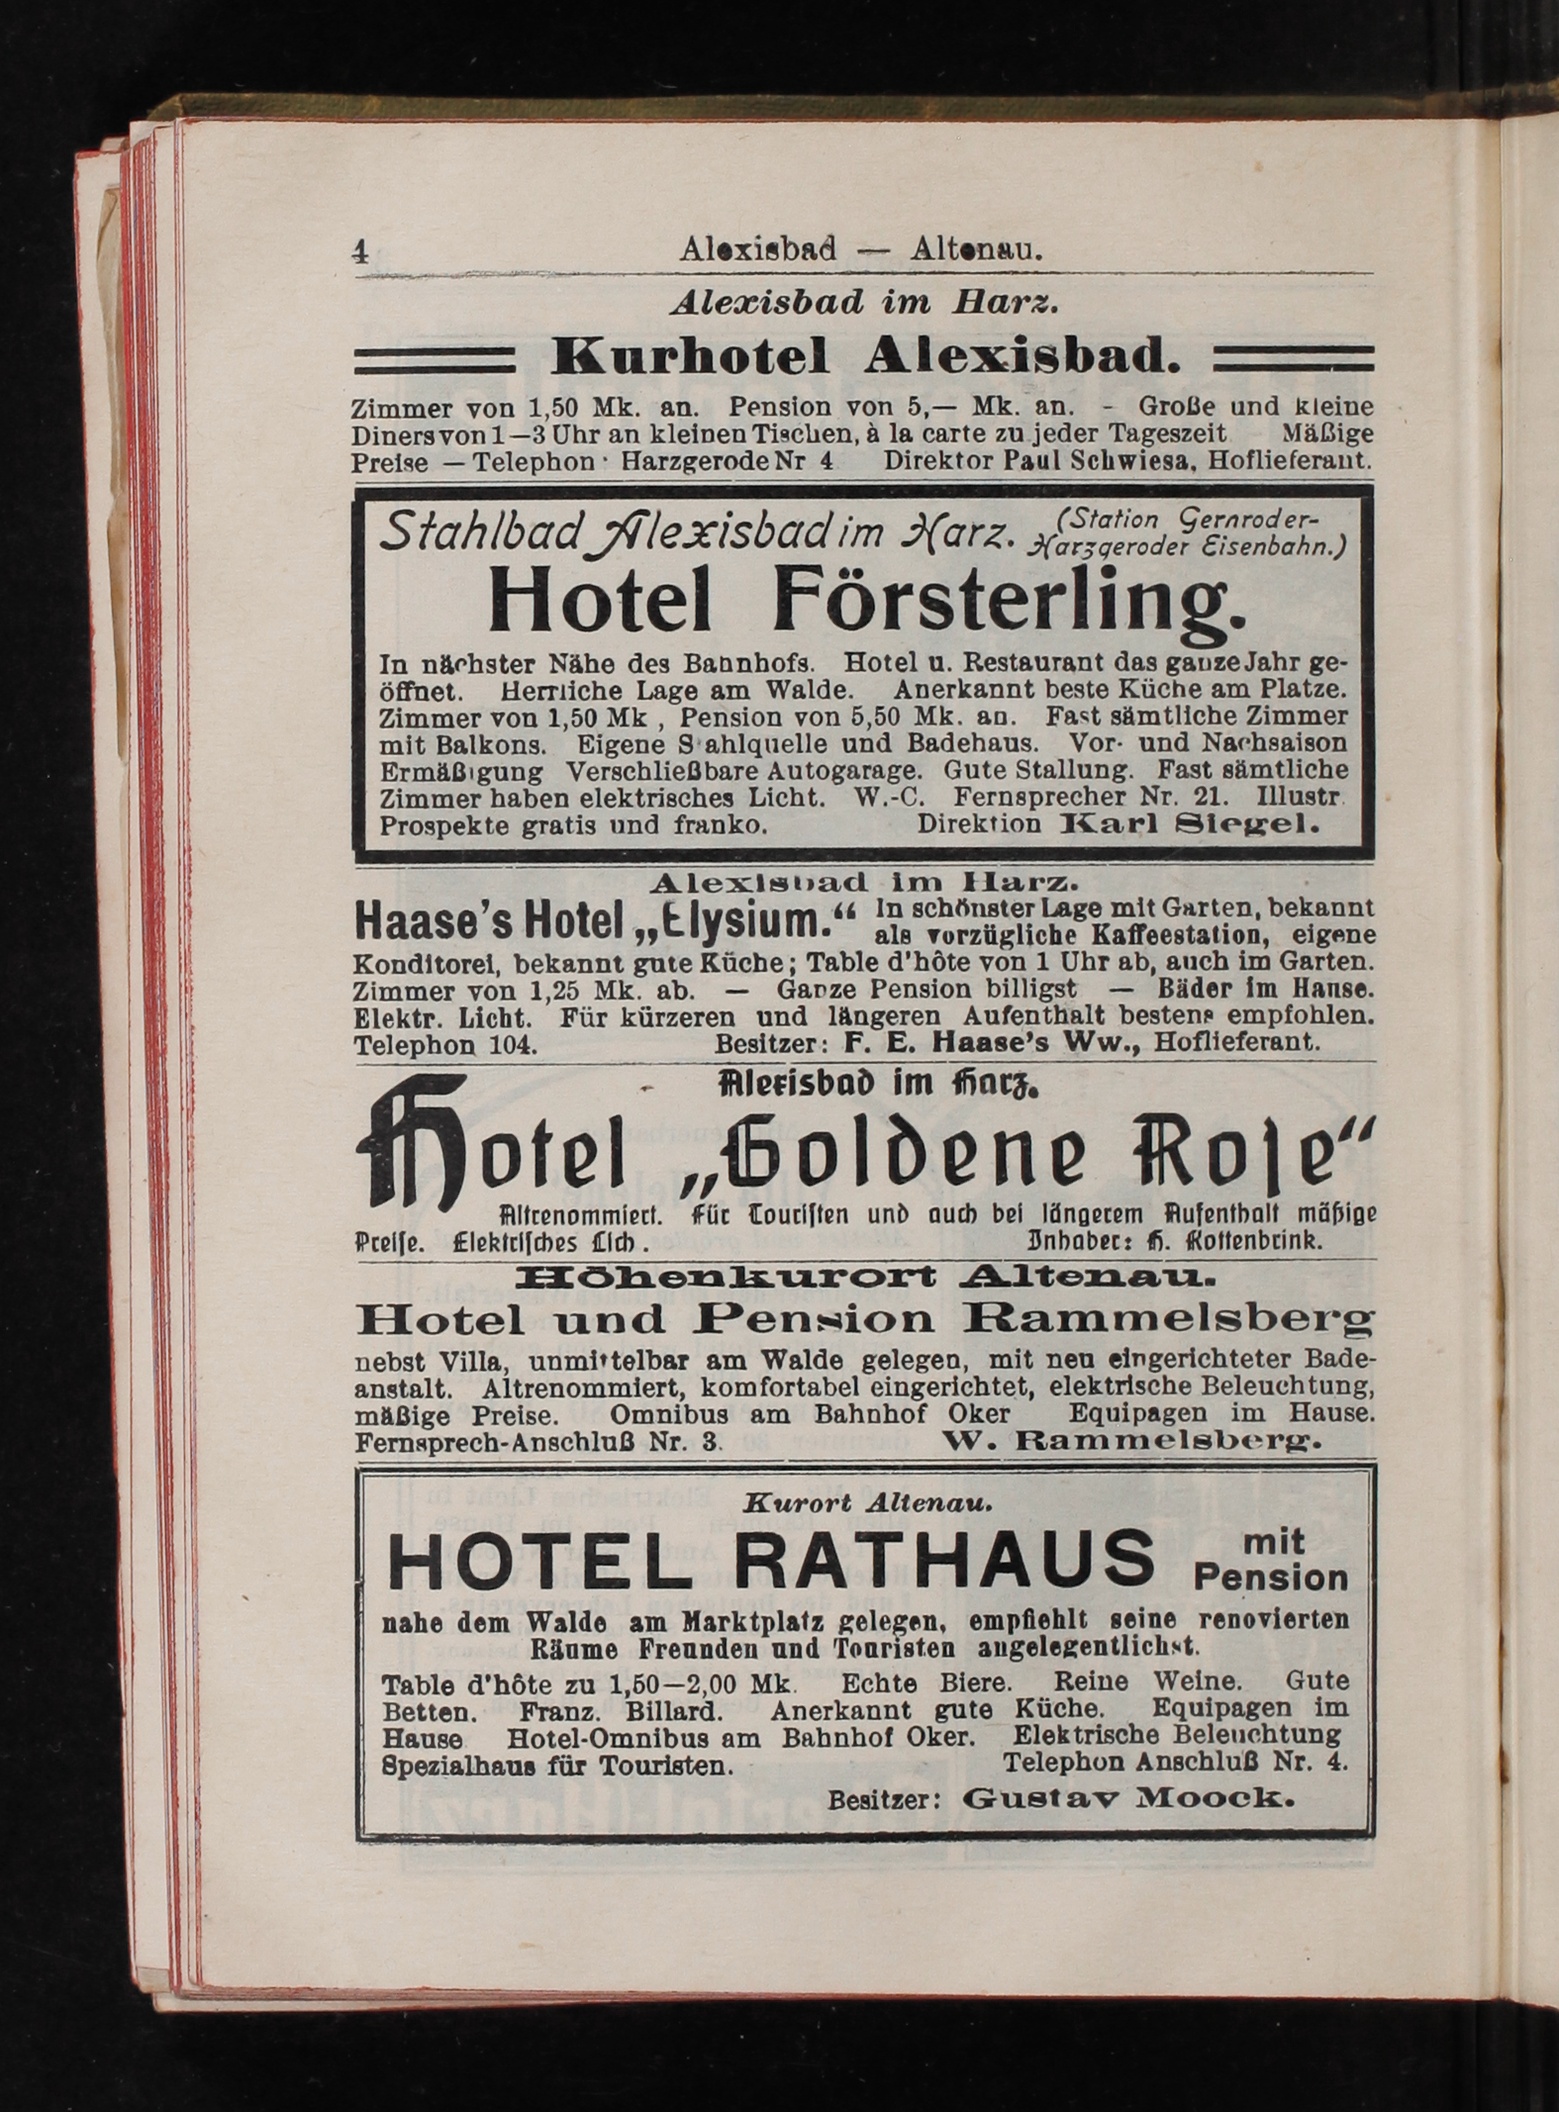 4 Alexisbad — Altenau.
Alexisbad im Harz.
Kurhotel Alexisbad.
Zimmer von 1,50 Mk. an. Pension von 5,— Mk. an. - Große und kleine
Diners von 1—3 Uhr an kleinen Tischen, à la carte zu jeder Tageszeit Mäßige
Preise — Telephon· Harzgerode Nr 4 Direktor Paul Schwiesa, Hoflieferant.
Stahlbad Alexisbad im Harz. (Station Gernroder-
Harzgeroder Eisenbahn.)
Hotel Försterling.
In nächster Nähe des Bahnhofs. Hotel u. Restaurant das ganze Jahr ge-
öffnet. Herrliche Lage am Walde. Anerkannt beste Küche am Platze.
Zimmer von 1,50 Mk , Pension von 5,50 Mk. an. Fast sämtliche Zimmer
mit Balkons. Eigene Stahlquelle und Badehaus. Vor- und Nachsaison
Ermäßigung Verschließbare Autogarage. Gute Stallung. Fast sämtliche
Zimmer haben elektrisches Licht. W.-C. Fernsprecher Nr. 21. Illustr.
Prospekte gratis und franko. Direktion Karl Siegel.
Alexisbad im Harz.
Haase's Hotel „Elysium.“ In schönster Lage mit Garten, bekannt
als vorzügliche Kaffeestation, eigene
Konditorei, bekannt gute Küche; Table d'hôte von 1 Uhr ab, auch im Garten.
Zimmer von 1,25 Mk. ab. — Ganze Pension billigst — Bäder im Hause.
Elektr. Licht. Für kürzeren und längeren Aufenthalt bestens empfohlen.
Telephon 104. Besitzer: F. E. Haase's Ww., Hoflieferant.
Alexisbad im Harz.
Hotel „Goldene Rose“
Altrenommiert. Für Touristen und auch bei längerem Aufenthalt mäßige
Preise. Elektrisches Lich . Inhaber: H. Kottenbrink.
Höhenkurort Altenau.
Hotel und Pension Rammelsberg
nebst Villa, unmittelbar am Walde gelegen, mit neu eingerichteter Bade-
anstalt. Altrenommiert, komfortabel eingerichtet, elektrische Beleuchtung,
mäßige Preise. Omnibus am Bahnhof Oker Equipagen im Hause.
Fernsprech-Anschluß Nr. 3. W. Rammelsberg.
Kurort Altenau.
HOTEL RATHAUS mit
Pension
nahe dem Walde am Marktplatz gelegen, empfiehlt seine renovierten
Räume Freunden und Touristen angelegentlichst.
Table d'hôte zu 1,50—2,00 Mk. Echte Biere. Reine Weine. Gute
Betten. Franz. Billard. Anerkannt gute Küche. Equipagen im
Hause Hotel-Omnibus am Bahnhof Oker. Elektrische Beleuchtung
Spezialhaus für Touristen. Telephon Anschluß Nr. 4.
Besitzer: Gustav Moock.